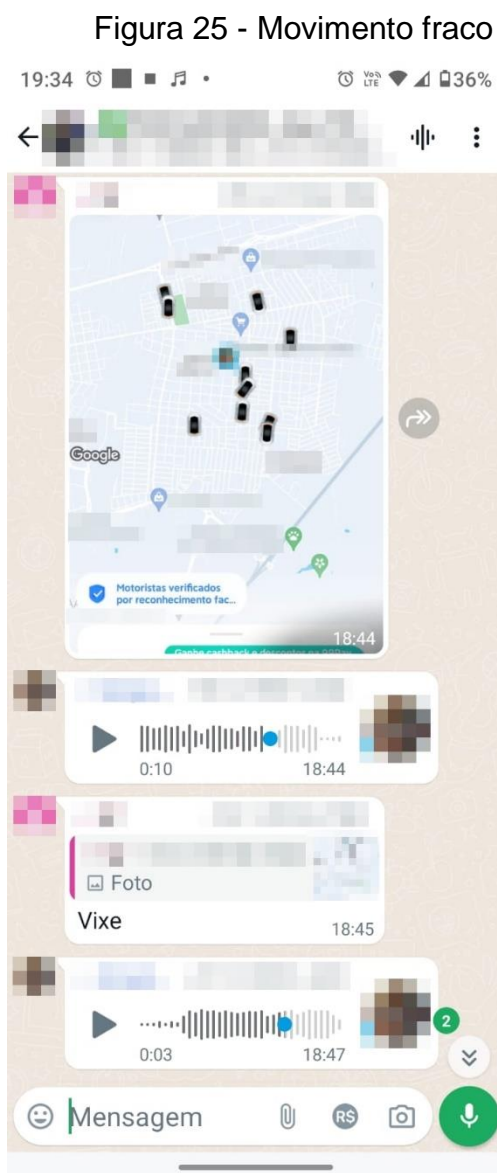 Figura 25 - Movimento fraco
19:34
36%
Google
Motoristas verificados
por reconhecimento fac...
18:44
0:10 18:44
Foto
Vixe
18:45
0:03 18:47
2
Mensagem
R$